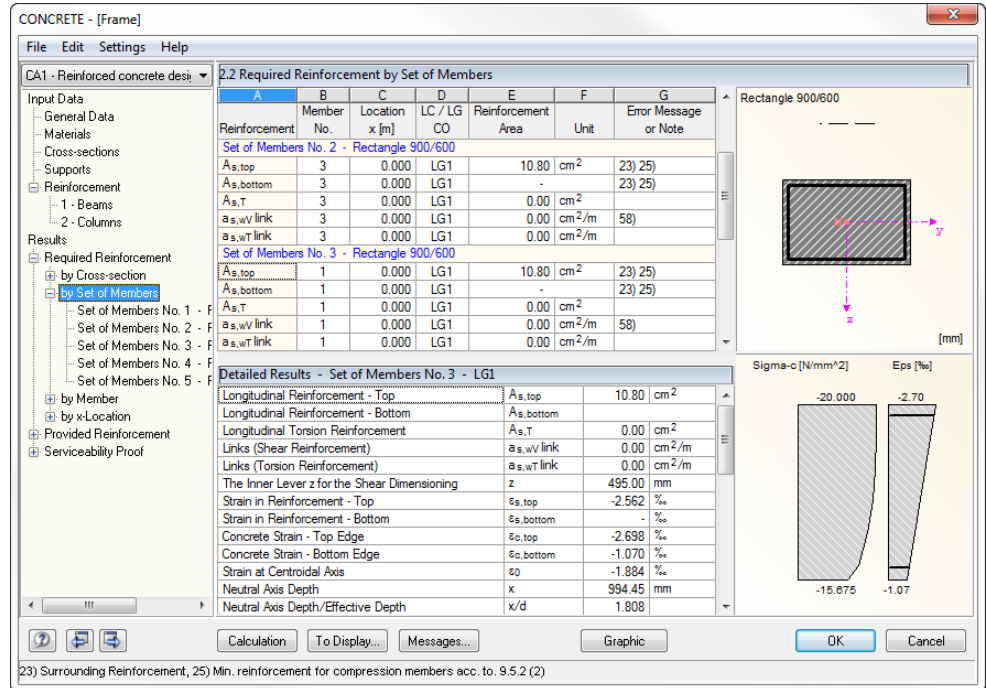 CONCRETE - [Frame]
File Edit Settings Help
CA1 - Reinforced concrete desi
Input Data
General Data
Materials
Cross-sections
Supports
Reinforcement
1 - Beams
2 - Columns
Results
Required Reinforcement
by Cross-section
by Set of Members
Set of Members No. 1 - F
Set of Members No. 2 - F
Set of Members No. 3 - F
Set of Members No. 4 - F
Set of Members No. 5 - F
by Member
by x-Location
Provided Reinforcement
Serviceability Proof
2.2 Required Reinforcement by Set of Members
A B C D E F G
Member Location LC / LG Reinforcement Error Message
Reinforcement No. x [m] CO Area Unit or Note
Set of Members No. 2 - Rectangle 900/600
As,top 3 0.000 LG1 10.80 cm2 23) 25)
As,bottom 3 0.000 LG1 - 23) 25)
As,T 3 0.000 LG1 0.00 cm2
as,wV link 3 0.000 LG1 0.00 cm2/m 58)
as,wT link 3 0.000 LG1 0.00 cm2/m
Set of Members No. 3 - Rectangle 900/600
As,top 1 0.000 LG1 10.80 cm2 23) 25)
As,bottom 1 0.000 LG1 - 23) 25)
As,T 1 0.000 LG1 0.00 cm2
as,wV link 1 0.000 LG1 0.00 cm2/m 58)
as,wT link 1 0.000 LG1 0.00 cm2/m
Detailed Results - Set of Members No. 3 - LG1
Longitudinal Reinforcement - Top As,top 10.80 cm2
Longitudinal Reinforcement - Bottom As,bottom
Longitudinal Torsion Reinforcement As,T 0.00 cm2
Links (Shear Reinforcement) as,wV link 0.00 cm2/m
Links (Torsion Reinforcement) as,wT link 0.00 cm2/m
The Inner Lever z for the Shear Dimensioning z 495.00 mm
Strain in Reinforcement - Top εs,top -2.562 ‰
Strain in Reinforcement - Bottom εs,bottom - ‰
Concrete Strain - Top Edge εc,top -2.698 ‰
Concrete Strain - Bottom Edge εc,bottom -1.070 ‰
Strain at Centroidal Axis ε0 -1.884 ‰
Neutral Axis Depth x 994.45 mm
Neutral Axis Depth/Effective Depth x/d 1.808
Rectangle 900/600
y
z
[mm]
Sigma-c [N/mm^2] Eps [‰]
-20.000 -2.70
-15.675 -1.07
Calculation To Display... Messages... Graphic OK Cancel
23) Surrounding Reinforcement, 25) Min. reinforcement for compression members acc. to. 9.5.2 (2)